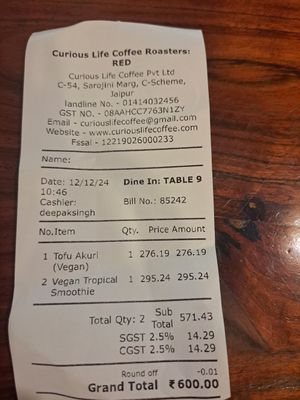 Curious Life Coffee Roasters:
RED
Curious Life Coffee Pvt Ltd
C-54, Sarojini Marg, C-Scheme,
Jaipur
landline No. - 01414032456
GST NO. - 08AAHCC7763N1ZY
Email - curiouslifecoffee@gmail.com
Website - www.curiouslifecoffee.com
Fssai - 12219026000233
Name:
Date: 12/12/24 Dine In: TABLE 9
10:46
Cashier: Bill No.: 85242
deepaksingh
No.Item Qty. Price Amount
1 Tofu Akuri 1 276.19 276.19
(Vegan)
2 Vegan Tropical 1 295.24 295.24
Smoothie
Total Qty: 2 Sub Total 571.43
SGST 2.5% 14.29
CGST 2.5% 14.29
Round off -0.01
Grand Total ₹600.00